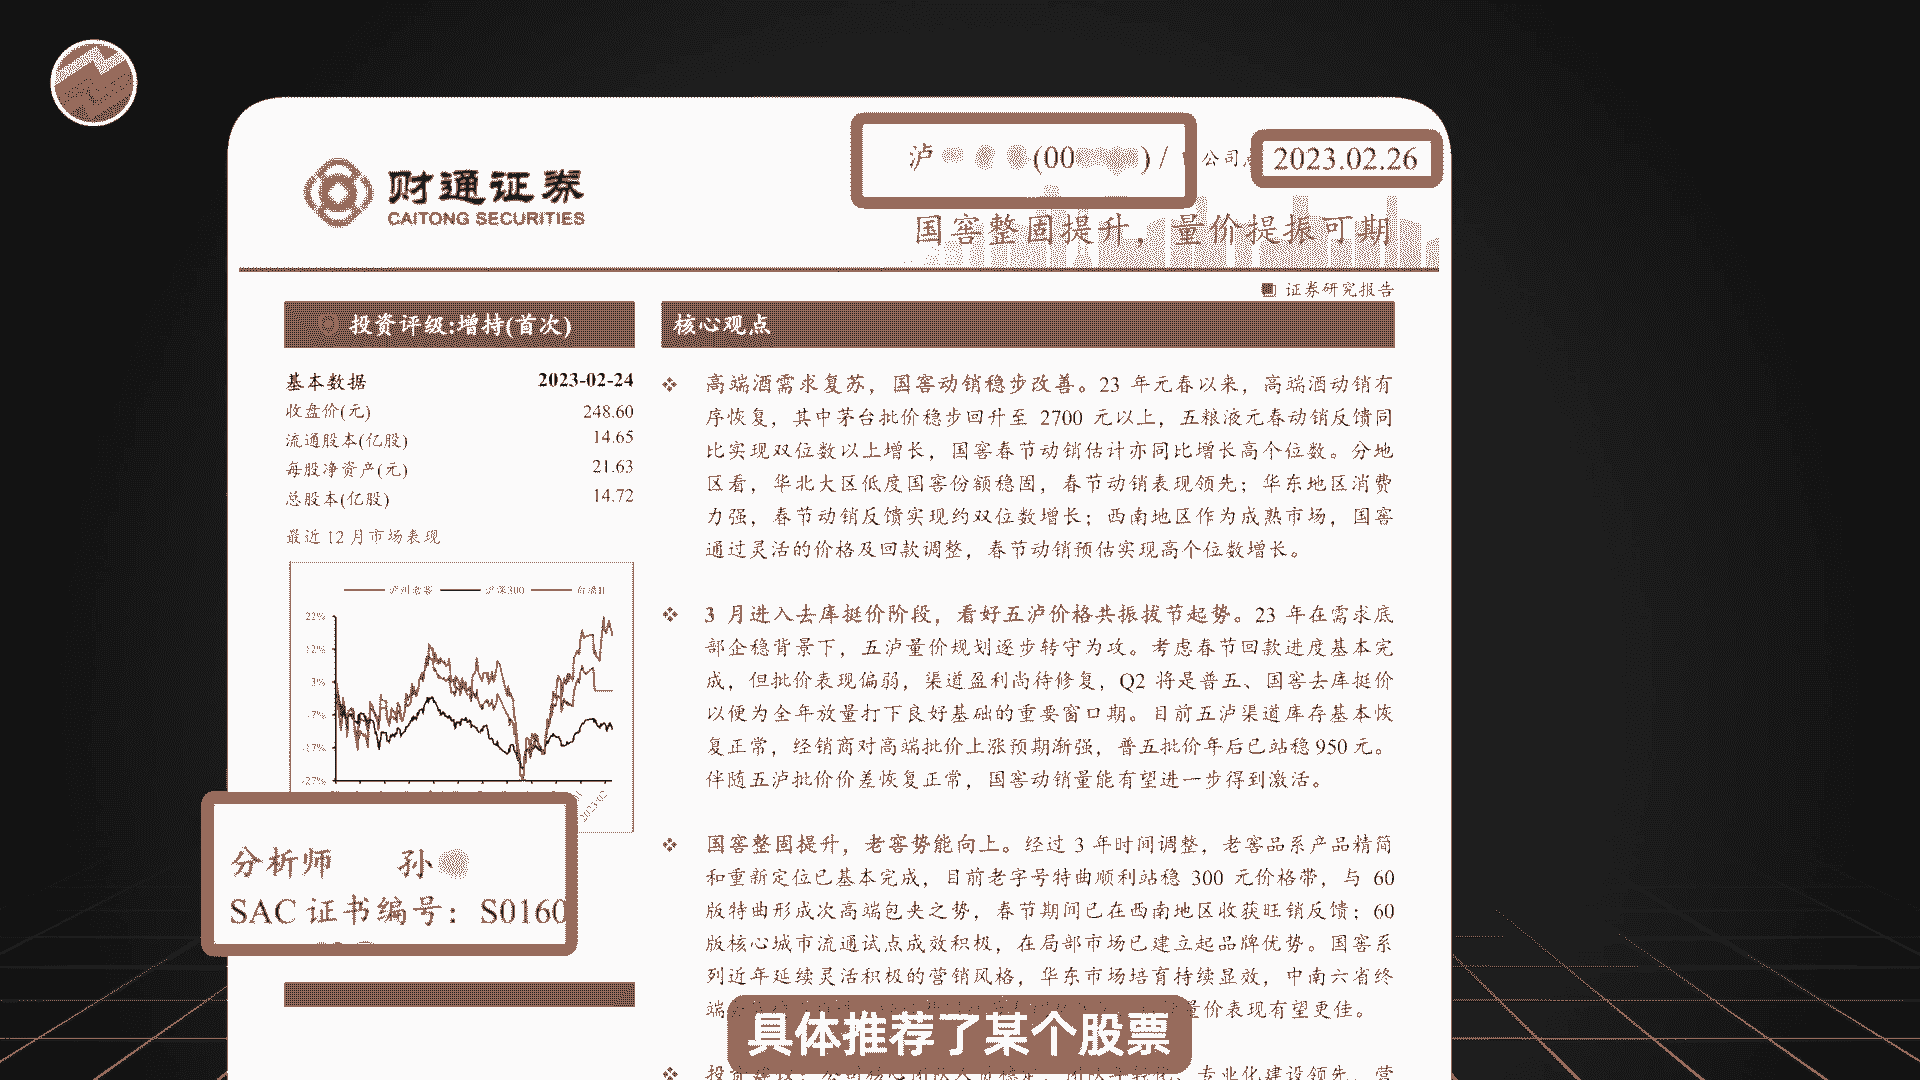 财通证券
CAITONG SECURITIES
泸 (00 ) / 公司
2023.02.26
国窖整固提升，量价提振可期
证券研究报告
投资评级:增持(首次)
基本数据 2023-02-24
收盘价(元) 248.60
流通股本(亿股) 14.65
每股净资产(元) 21.63
总股本(亿股) 14.72
最近 12 月市场表现
泸州老窖 沪深300 白酒II
22%
12%
3%
-7%
-17%
-27%
2023-02
分析师 孙
SAC 证书编号：S0160
核心观点
高端酒需求复苏，国窖动销稳步改善。23 年元春以来，高端酒动销有
序恢复，其中茅台批价稳步回升至 2700 元以上，五粮液元春动销反馈同
比实现双位数以上增长，国窖春节动销估计亦同比增长高个位数。分地
区看，华北大区低度国窖份额稳固，春节动销表现领先；华东地区消费
力强，春节动销反馈实现约双位数增长；西南地区作为成熟市场，国窖
通过灵活的价格及回款调整，春节动销预估实现高个位数增长。
3 月进入去库挺价阶段，看好五泸价格共振拔节起势。23 年在需求底
部企稳背景下，五泸量价规划逐步转守为攻。考虑春节回款进度基本完
成，但批价表现偏弱，渠道盈利尚待修复，Q2 将是普五、国窖去库挺价
以便为全年放量打下良好基础的重要窗口期。目前五泸渠道库存基本恢
复正常，经销商对高端批价上涨预期渐强，普五批价年后已站稳 950 元。
伴随五泸批价价差恢复正常，国窖动销量能有望进一步得到激活。
国窖整固提升，老窖势能向上。经过 3 年时间调整，老窖品系产品精简
和重新定位已基本完成，目前老字号特曲顺利站稳 300 元价格带，与 60
版特曲形成次高端包夹之势，春节期间已在西南地区收获旺销反馈；60
版核心城市流通试点成效积极，在局部市场已建立起品牌优势。国窖系
列近年延续灵活积极的营销风格，华东市场培育持续显效，中南六省终
端 量价表现有望更佳。
具体推荐了某个股票